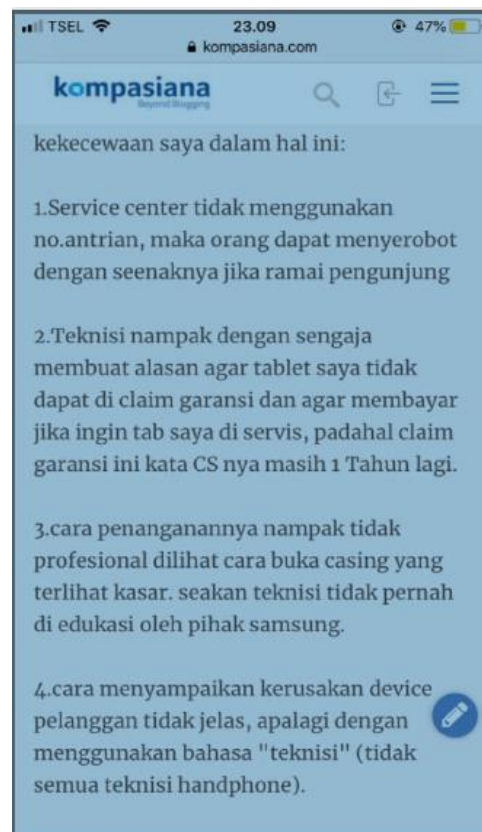 TSEL 23.09 47%
kompasiana.com
kompasiana
Beyond Blogging
kekecewaan saya dalam hal ini:
1.Service center tidak menggunakan
no.antrian, maka orang dapat menyerobot
dengan seenaknya jika ramai pengunjung
2.Teknisi nampak dengan sengaja
membuat alasan agar tablet saya tidak
dapat di claim garansi dan agar membayar
jika ingin tab saya di servis, padahal claim
garansi ini kata CS nya masih 1 Tahun lagi.
3.cara penanganannya nampak tidak
profesional dilihat cara buka casing yang
terlihat kasar. seakan teknisi tidak pernah
di edukasi oleh pihak samsung.
4.cara menyampaikan kerusakan device
pelanggan tidak jelas, apalagi dengan
menggunakan bahasa "teknisi" (tidak
semua teknisi handphone).